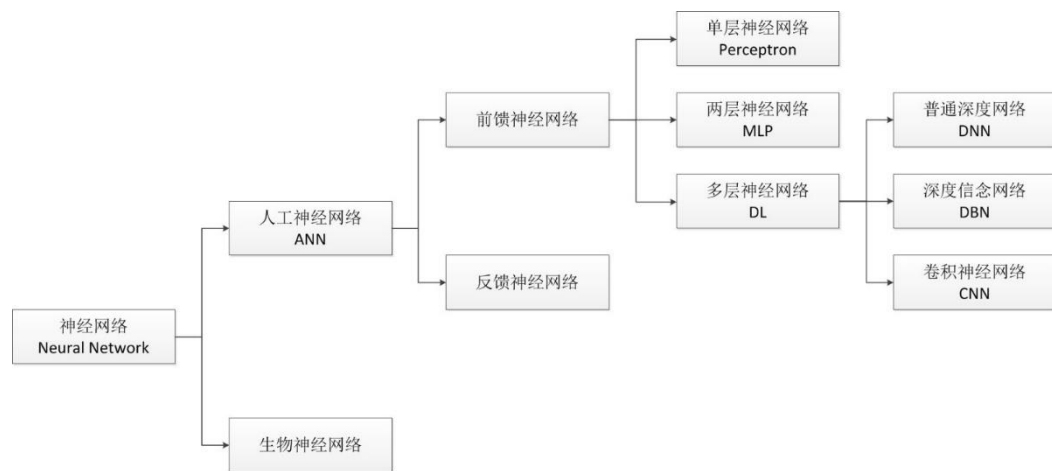 单层神经网络
Perceptron
前馈神经网络
两层神经网络
MLP
普通深度网络
DNN
人工神经网络
ANN
多层神经网络
DL
深度信念网络
DBN
反馈神经网络
卷积神经网络
CNN
神经网络
Neural Network
生物神经网络